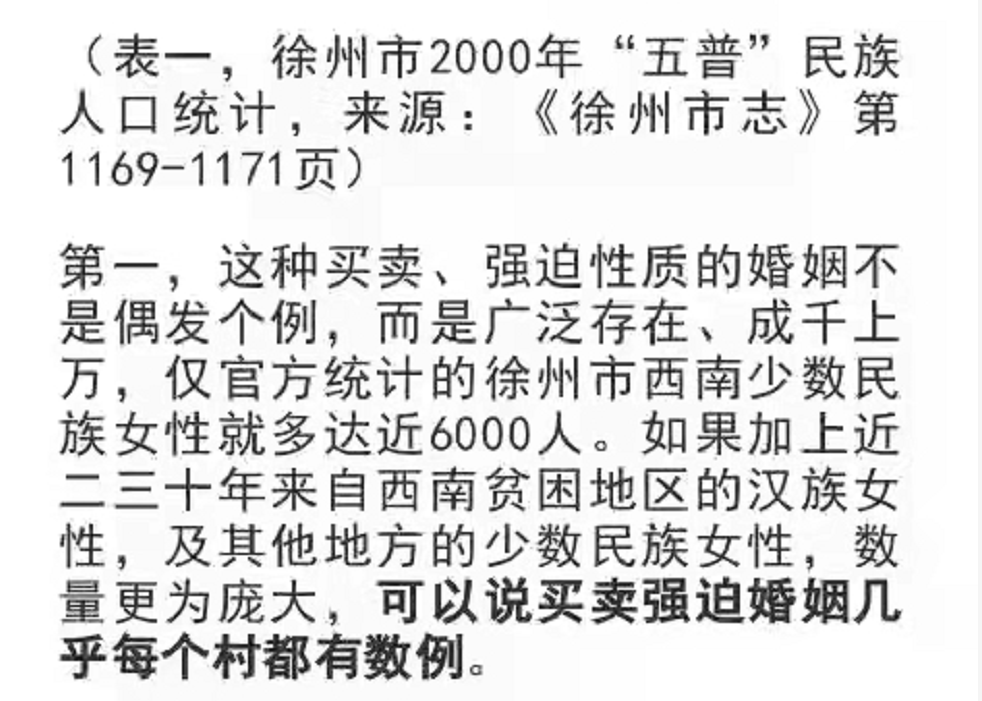 （表一，徐州市2000年“五普”民族
人口统计，来源：《徐州市志》第
1169-1171页）
第一，这种买卖、强迫性质的婚姻不
是偶发个例，而是广泛存在、成千上
万，仅官方统计的徐州市西南少数民
族女性就多达近6000人。如果加上近
二三十年来自西南贫困地区的汉族女
性，及其他地方的少数民族女性，数
量更为庞大，可以说买卖强迫婚姻几
乎每个村都有数例。